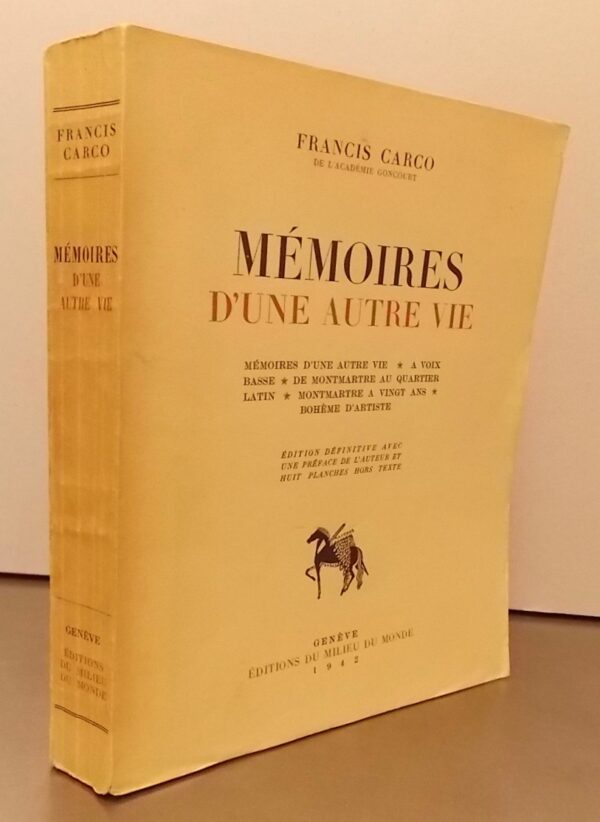 FRANCIS
CARCO
MÉMOIRES
D'UNE
AUTRE VIE
GENÈVE
ÉDITIONS
DU MILIEU
DU MONDE
FRANCIS CARCO
DE L'ACADÉMIE GONCOURT
MÉMOIRES
D'UNE AUTRE VIE
MÉMOIRES D'UNE AUTRE VIE ★ A VOIX
BASSE ★ DE MONTMARTRE AU QUARTIER
LATIN ★ MONTMARTRE A VINGT ANS ★
BOHÈME D'ARTISTE
ÉDITION DÉFINITIVE AVEC
UNE PRÉFACE DE L'AUTEUR ET
HUIT PLANCHES HORS TEXTE
GENÈVE
ÉDITIONS DU MILIEU DU MONDE
1942